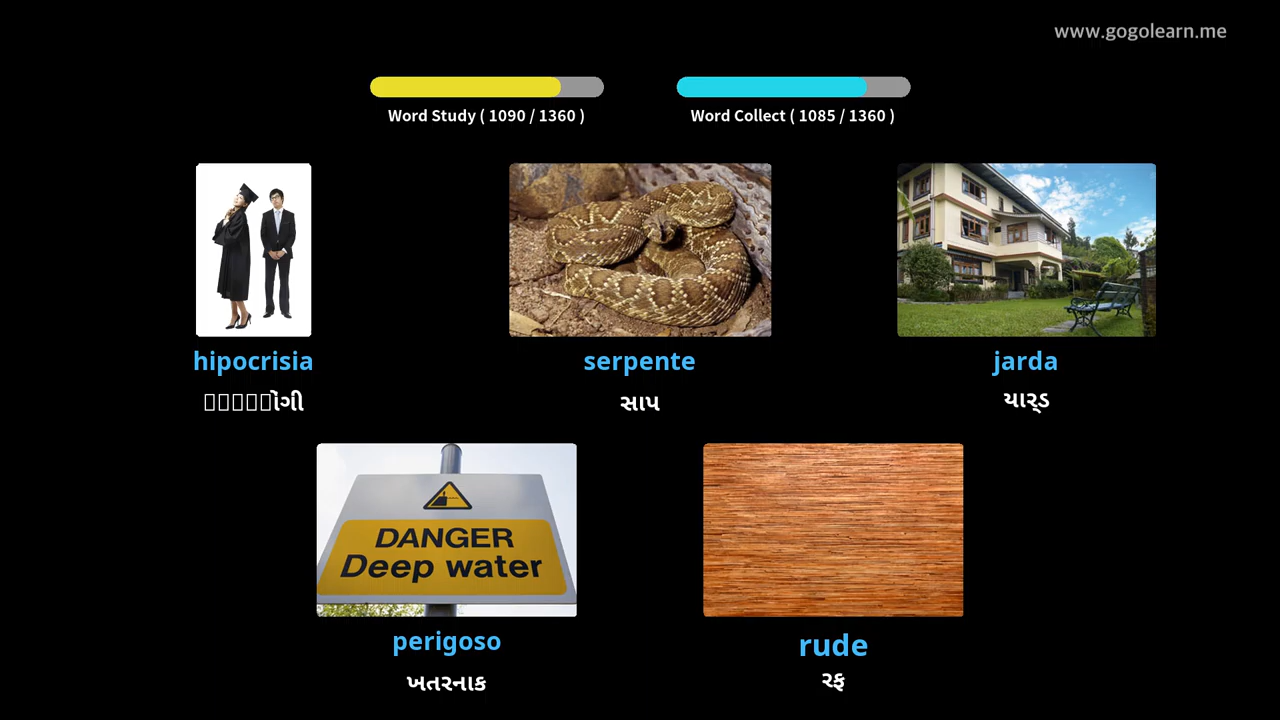 www.gogolearn.me
Word Study ( 1090 / 1360 )
Word Collect ( 1085 / 1360 )
hipocrisia
serpente
jarda
સાપ
યાર્ડ
DANGER
Deep water
perigoso
rude
ખતરનાક
રફ